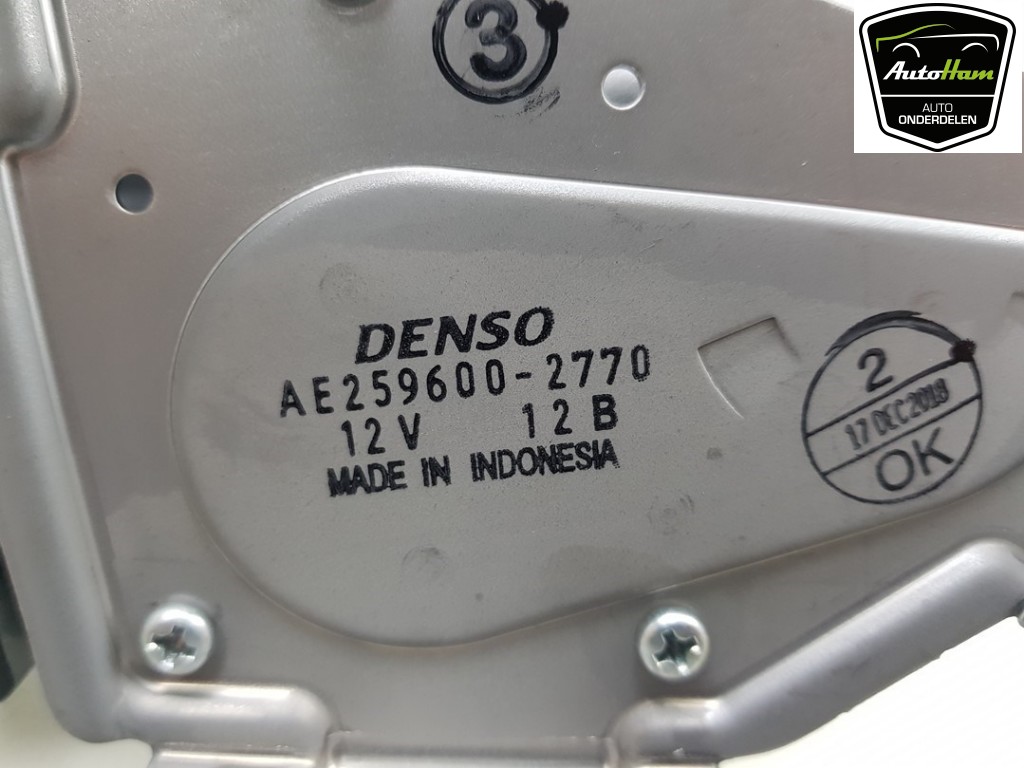 3
AutoHam
AUTO
ONDERDELEN
DENSO
AE259600-2770
12V 12B
MADE IN INDONESIA
2
17 DEC 2018
OK